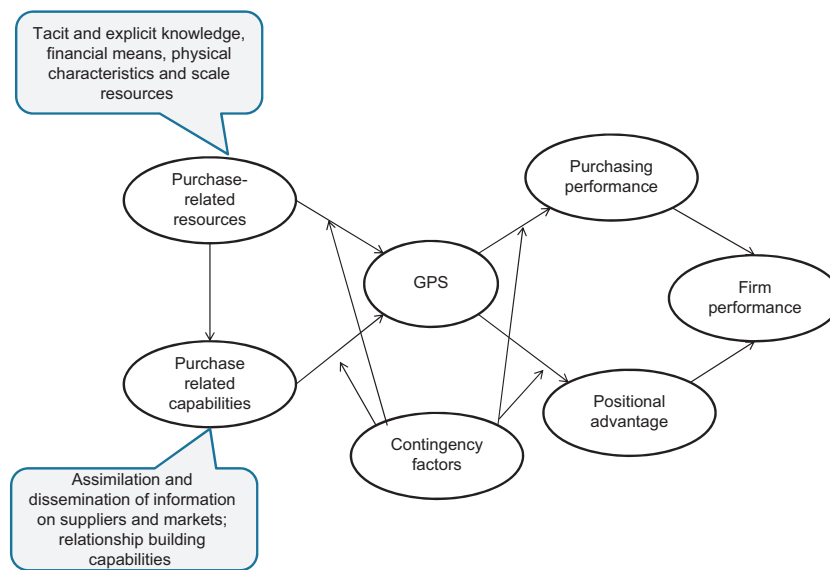 Tacit and explicit knowledge,
financial means, physical
characteristics and scale
resources
Purchase-
related
resources
Purchasing
performance
GPS
Firm
performance
Purchase
related
capabilities
Contingency
factors
Positional
advantage
Assimilation and
dissemination of information
on suppliers and markets;
relationship building
capabilities